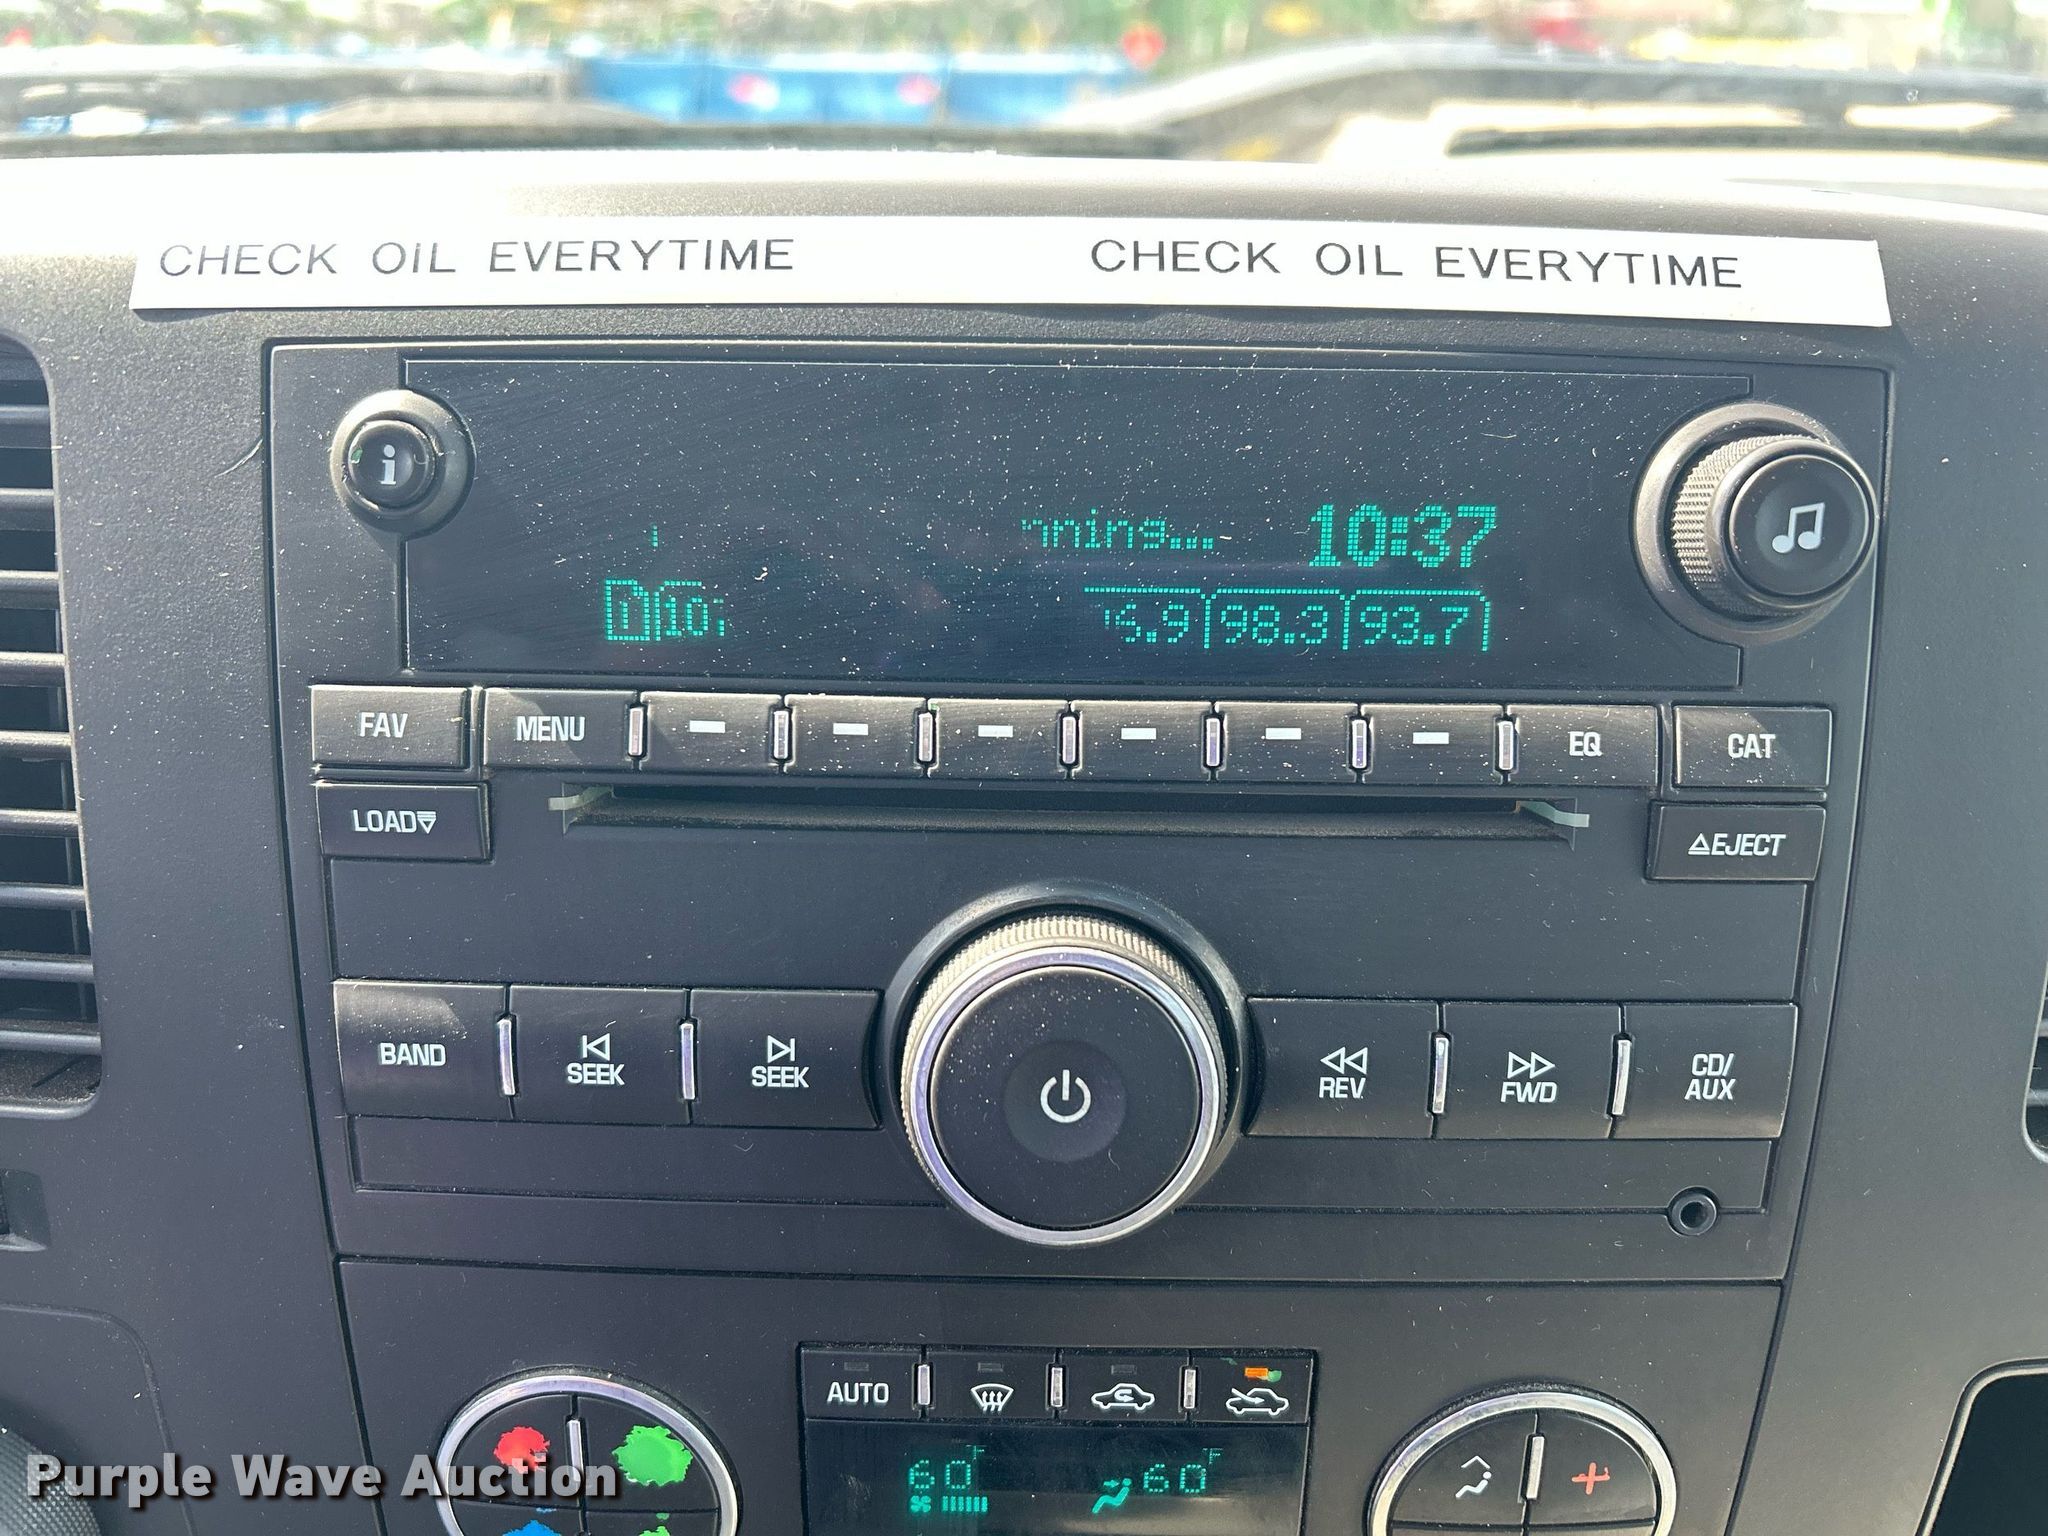 CHECK OIL EVERYTIME CHECK OIL EVERYTIME
i
10:37
98.3 93.7
FAV MENU EQ CAT
LOAD EJECT
BAND SEEK SEEK REV FWD CD/
AUX
AUTO
60°F 60°F
Purple Wave Auction